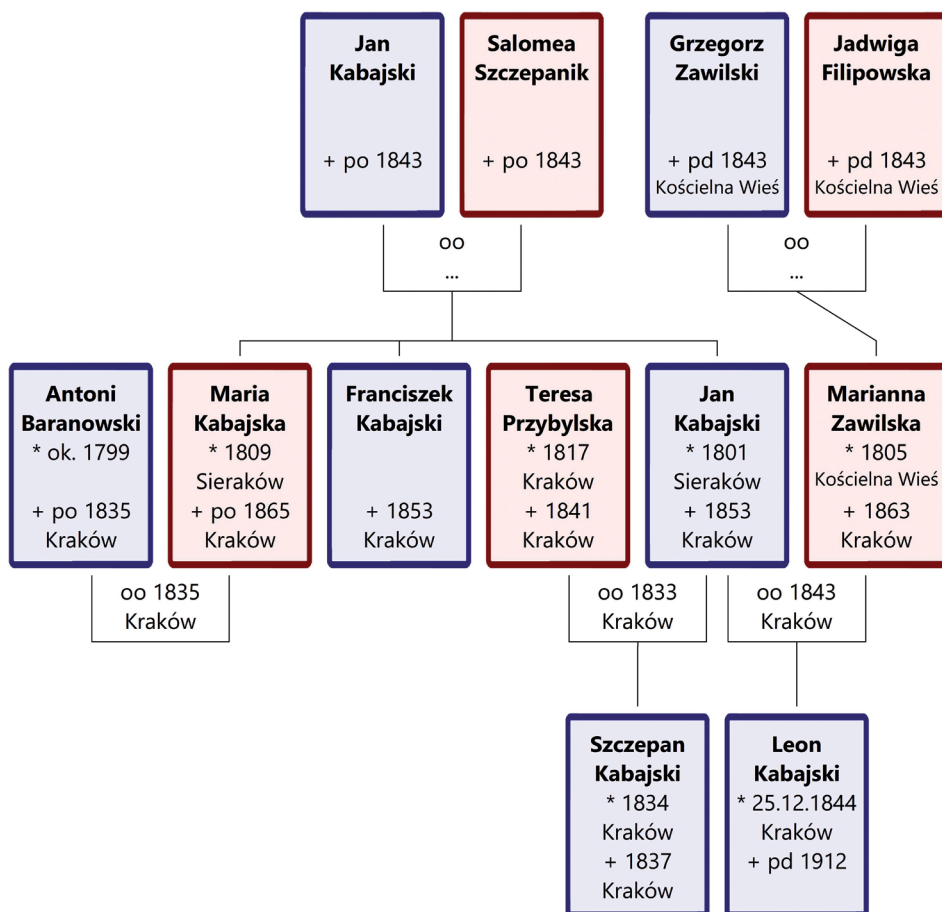 Jan
Kabajski
+ po 1843
Salomea
Szczepanik
+ po 1843
Grzegorz
Zawilski
+ pd 1843
Kościelna Wieś
Jadwiga
Filipowska
+ pd 1843
Kościelna Wieś
oo
...
oo
...
Antoni
Baranowski
* ok. 1799
+ po 1835
Kraków
Maria
Kabajska
* 1809
Sieraków
+ po 1865
Kraków
Franciszek
Kabajski
+ 1853
Kraków
Teresa
Przybylska
* 1817
Kraków
+ 1841
Kraków
Jan
Kabajski
* 1801
Sieraków
+ 1853
Kraków
Marianna
Zawilska
* 1805
Kościelna Wieś
+ 1863
Kraków
oo 1835
Kraków
oo 1833
Kraków
oo 1843
Kraków
Szczepan
Kabajski
* 1834
Kraków
+ 1837
Kraków
Leon
Kabajski
* 25.12.1844
Kraków
+ pd 1912